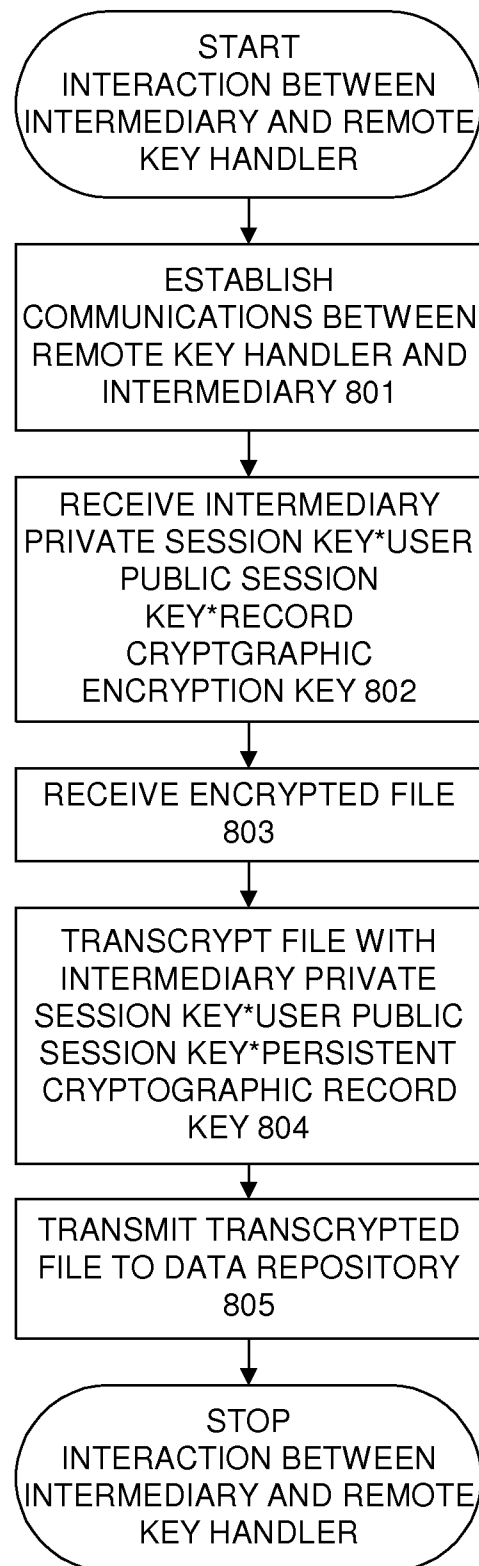 START
INTERACTION BETWEEN
INTERMEDIARY AND REMOTE
KEY HANDLER
ESTABLISH
COMMUNICATIONS BETWEEN
REMOTE KEY HANDLER AND
INTERMEDIARY 801
RECEIVE INTERMEDIARY
PRIVATE SESSION KEY*USER
PUBLIC SESSION
KEY*RECORD
CRYPTGRAPHIC
ENCRYPTION KEY 802
RECEIVE ENCRYPTED FILE
803
TRANSCRYPT FILE WITH
INTERMEDIARY PRIVATE
SESSION KEY*USER PUBLIC
SESSION KEY*PERSISTENT
CRYPTOGRAPHIC RECORD
KEY 804
TRANSMIT TRANSCRYPTED
FILE TO DATA REPOSITORY
805
STOP
INTERACTION BETWEEN
INTERMEDIARY AND REMOTE
KEY HANDLER